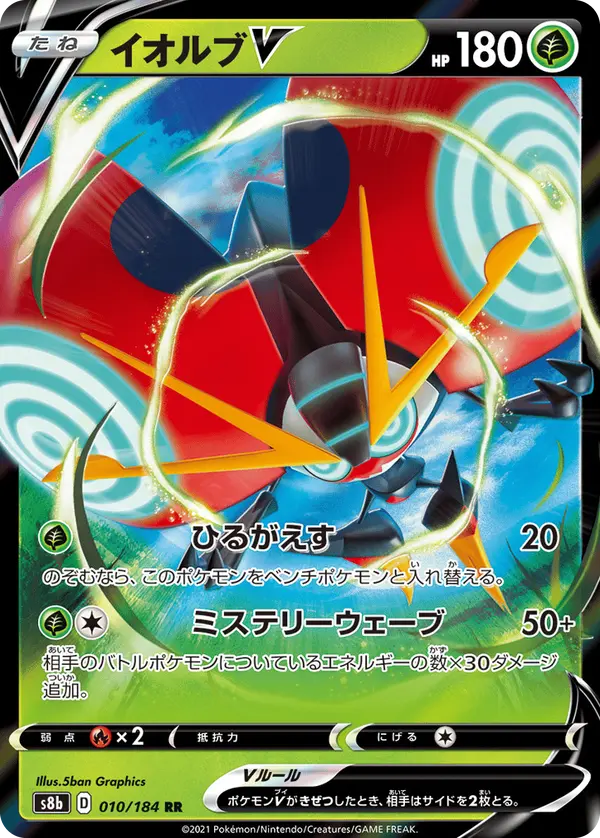 たね イオルブV HP 180
ひるがえす 20
のぞむなら、このポケモンをベンチポケモンと入れ替える。
ミステリーウェーブ 50+
相手のバトルポケモンについているエネルギーの数×30ダメージ
追加。
弱点 ×2 抵抗力 にげる
Illus.5ban Graphics
Vルール
s8b D 010/184 RR
ポケモンVがきぜつしたとき、相手はサイドを2枚とる。
©2021 Pokémon/Nintendo/Creatures/GAME FREAK.